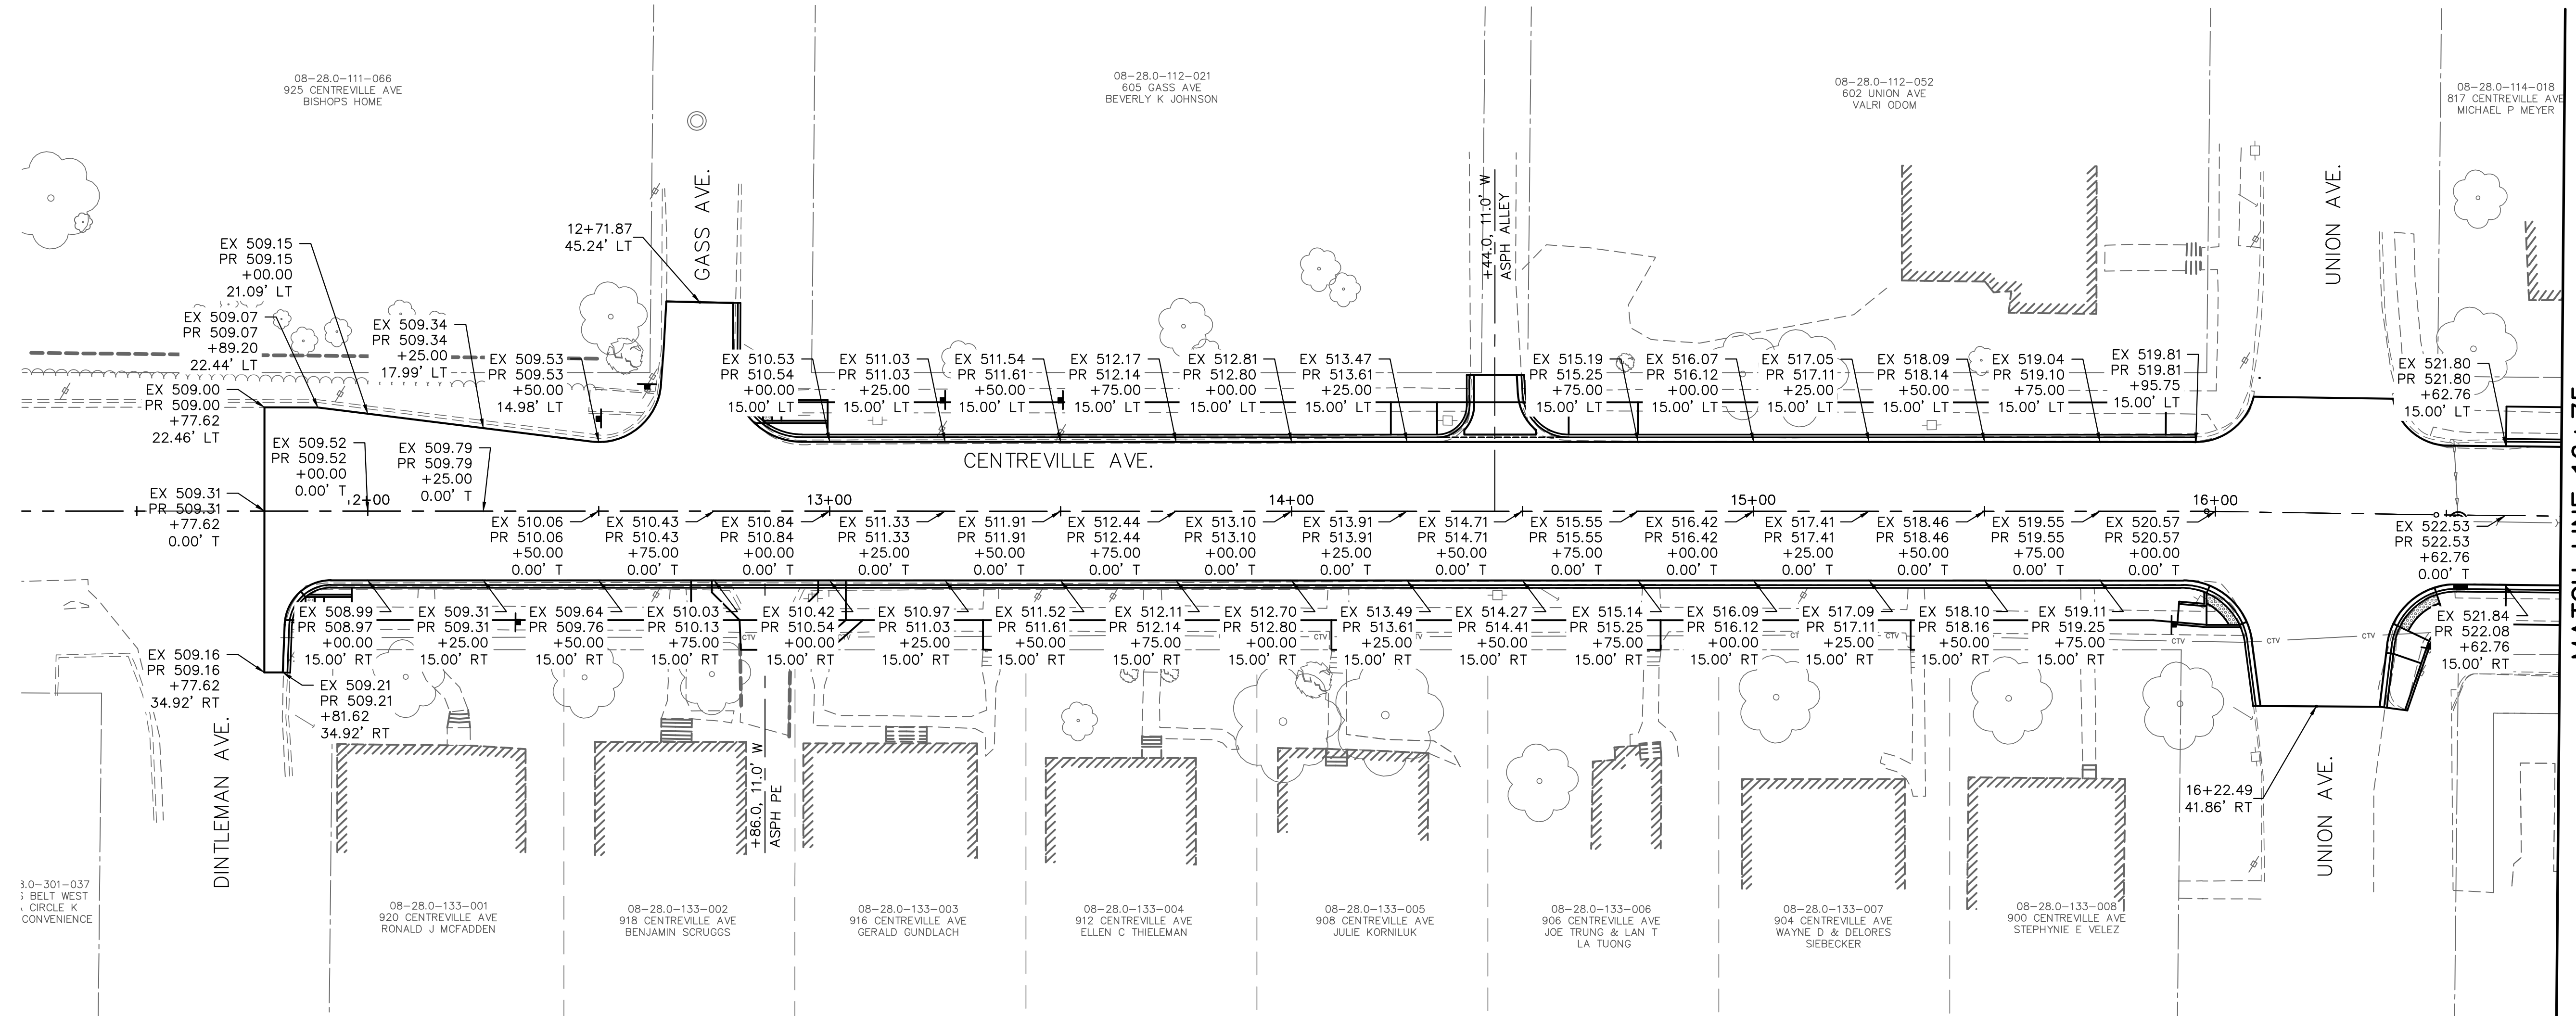 08-28.0-111-066
925 CENTREVILLE AVE
BISHOPS HOME
08-28.0-112-021
605 GASS AVE
BEVERLY K JOHNSON
08-28.0-112-052
602 UNION AVE
VALRI ODOM
08-28.0-114-018
817 CENTREVILLE AVE
MICHAEL P MEYER
GASS AVE.
+44.0, 11.0' W
ASPH ALLEY
UNION AVE.
12+71.87
45.24' LT
EX 509.15
PR 509.15
+00.00
21.09' LT
EX 509.07
PR 509.07
+89.20
22.44' LT
EX 509.34
PR 509.34
+25.00
17.99' LT
EX 509.53
PR 509.53
+50.00
14.98' LT
EX 510.53
PR 510.54
+00.00
15.00' LT
EX 511.03
PR 511.03
+25.00
15.00' LT
EX 511.54
PR 511.61
+50.00
15.00' LT
EX 512.17
PR 512.14
+75.00
15.00' LT
EX 512.81
PR 512.80
+00.00
15.00' LT
EX 513.47
PR 513.61
+25.00
15.00' LT
EX 515.19
PR 515.25
+75.00
15.00' LT
EX 516.07
PR 516.12
+00.00
15.00' LT
EX 517.05
PR 517.11
+25.00
15.00' LT
EX 518.09
PR 518.14
+50.00
15.00' LT
EX 519.04
PR 519.10
+75.00
15.00' LT
EX 519.81
PR 519.81
+95.75
15.00' LT
EX 521.80
PR 521.80
+62.76
15.00' LT
EX 509.00
PR 509.00
+77.62
22.46' LT
EX 509.52
PR 509.52
+00.00
0.00' T
EX 509.79
PR 509.79
+25.00
0.00' T
CENTREVILLE AVE.
EX 509.31
PR 509.31
+77.62
0.00' T
2+00
13+00
14+00
15+00
16+00
EX 510.06
PR 510.06
+50.00
0.00' T
EX 510.43
PR 510.43
+75.00
0.00' T
EX 510.84
PR 510.84
+00.00
0.00' T
EX 511.33
PR 511.33
+25.00
0.00' T
EX 511.91
PR 511.91
+50.00
0.00' T
EX 512.44
PR 512.44
+75.00
0.00' T
EX 513.10
PR 513.10
+00.00
0.00' T
EX 513.91
PR 513.91
+25.00
0.00' T
EX 514.71
PR 514.71
+50.00
0.00' T
EX 515.55
PR 515.55
+75.00
0.00' T
EX 516.42
PR 516.42
+00.00
0.00' T
EX 517.41
PR 517.41
+25.00
0.00' T
EX 518.46
PR 518.46
+50.00
0.00' T
EX 519.55
PR 519.55
+75.00
0.00' T
EX 520.57
PR 520.57
+00.00
0.00' T
EX 522.53
PR 522.53
+62.76
0.00' T
EX 508.99
PR 508.97
+00.00
15.00' RT
EX 509.31
PR 509.31
+25.00
15.00' RT
EX 509.64
PR 509.76
+50.00
15.00' RT
EX 510.03
PR 510.13
+75.00
15.00' RT
EX 510.42
PR 510.54
+00.00
15.00' RT
EX 510.97
PR 511.03
+25.00
15.00' RT
EX 511.52
PR 511.61
+50.00
15.00' RT
EX 512.11
PR 512.14
+75.00
15.00' RT
EX 512.70
PR 512.80
+00.00
15.00' RT
EX 513.49
PR 513.61
+25.00
15.00' RT
EX 514.27
PR 514.41
+50.00
15.00' RT
EX 515.14
PR 515.25
+75.00
15.00' RT
EX 516.09
PR 516.12
+00.00
15.00' RT
EX 517.09
PR 517.11
+25.00
15.00' RT
EX 518.10
PR 518.16
+50.00
15.00' RT
EX 519.11
PR 519.25
+75.00
15.00' RT
EX 521.84
PR 522.08
+62.76
15.00' RT
CTV
CTV
CTV
CTV
EX 509.16
PR 509.16
+77.62
34.92' RT
EX 509.21
PR 509.21
+81.62
34.92' RT
DINTLEMAN AVE.
+86.0, 11.0' W
ASPH PE
16+22.49
41.86' RT
UNION AVE.
8.0-301-037
BELT WEST
CIRCLE K
CONVENIENCE
08-28.0-133-001
920 CENTREVILLE AVE
RONALD J MCFADDEN
08-28.0-133-002
918 CENTREVILLE AVE
BENJAMIN SCRUGGS
08-28.0-133-003
916 CENTREVILLE AVE
GERALD GUNDLACH
08-28.0-133-004
912 CENTREVILLE AVE
ELLEN C THIELEMAN
08-28.0-133-005
908 CENTREVILLE AVE
JULIE KORNILUK
08-28.0-133-006
906 CENTREVILLE AVE
JOE TRUNG & LAN T
LA TUONG
08-28.0-133-007
904 CENTREVILLE AVE
WAYNE D & DELORES
SIEBECKER
08-28.0-133-008
900 CENTREVILLE AVE
STEPHYNIE E VELEZ